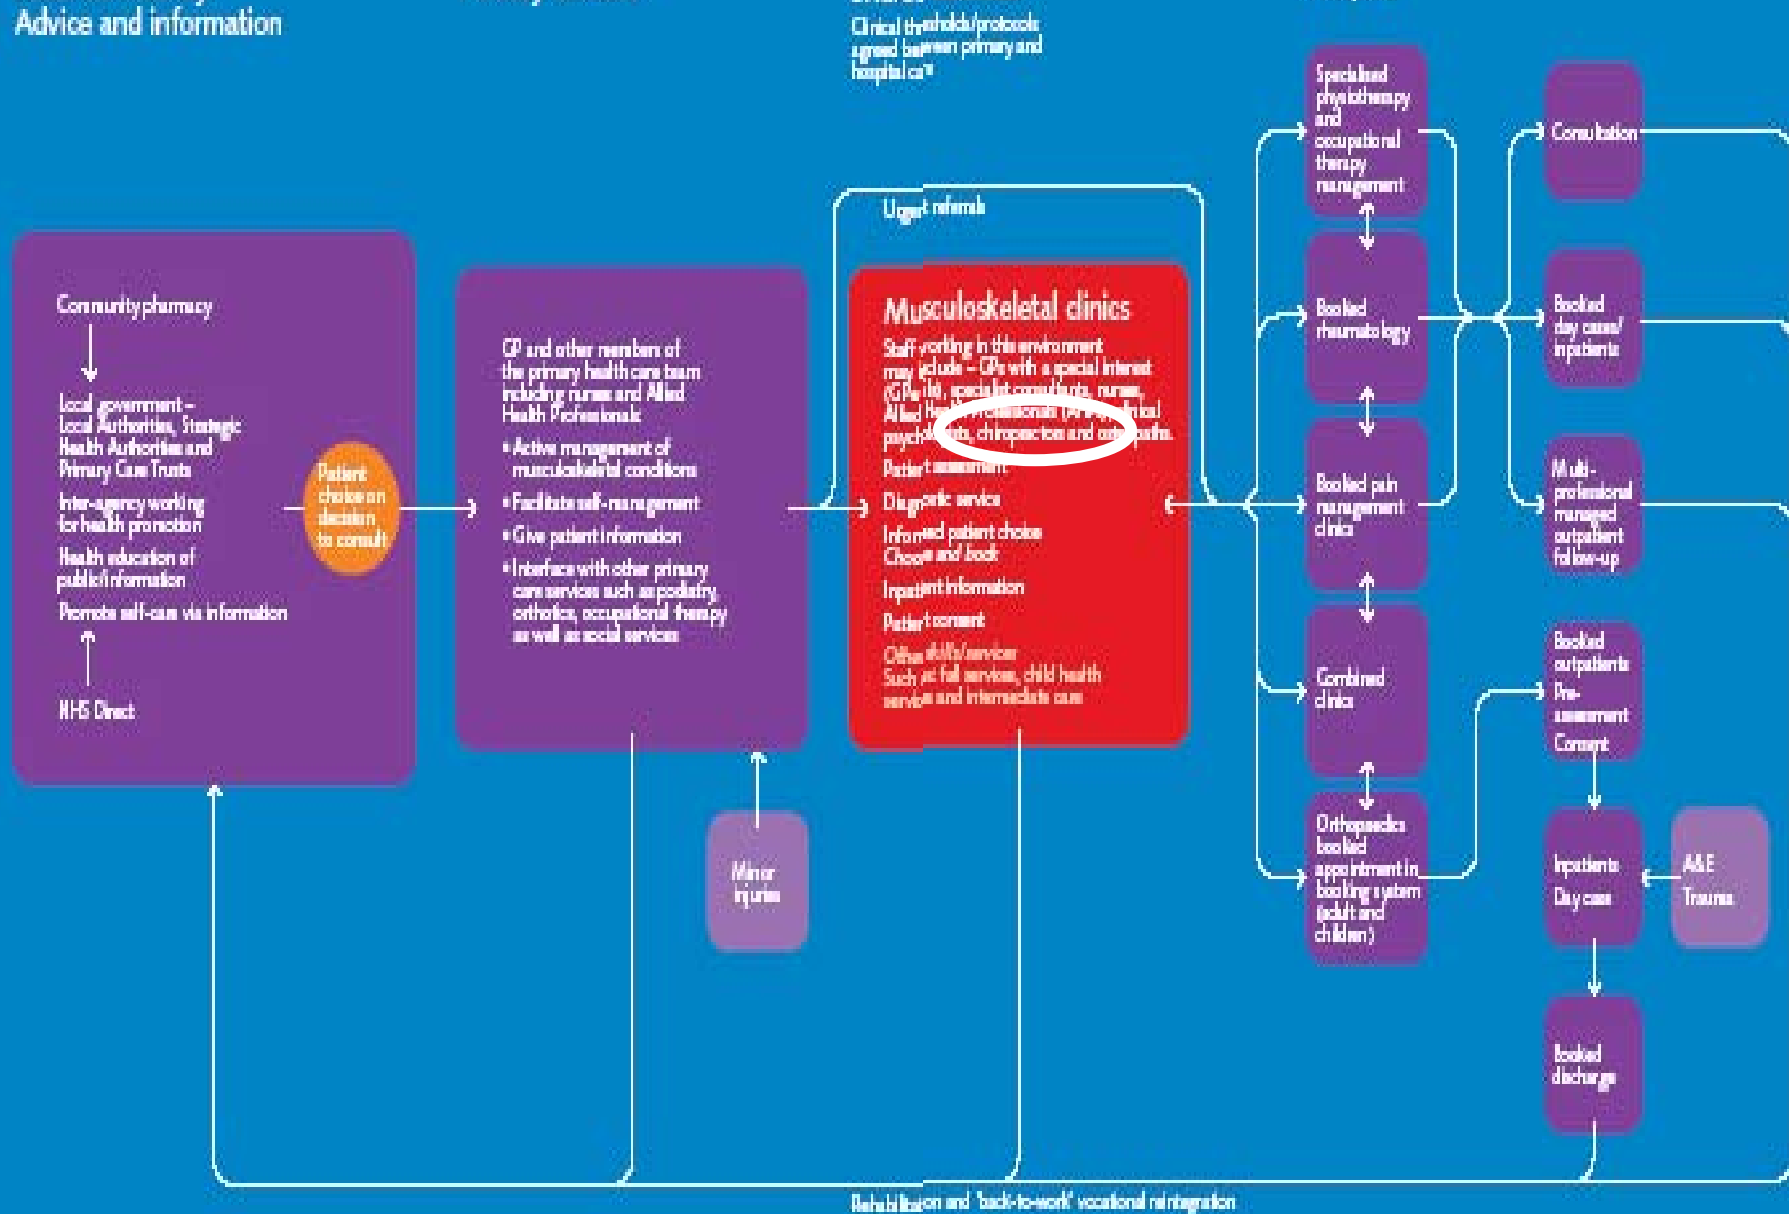 Advice and information
Clinical thresholds/protocols
agreed between primary and
hospital care
Community pharmacy
Local government –
Local Authorities, Strategic
Health Authorities and
Primary Care Trusts
Inter-agency working
for health promotion
Health education of
public/information
Promote self-care via information
NHS Direct
Patient
choice on
decision
to consult
GP and other members of
the primary health care team
including nurses and Allied
Health Professionals
• Active management of
musculoskeletal conditions
• Facilitate self-management
• Give patient information
• Interface with other primary
care services such as podiatry,
orthotics, occupational therapy
as well as social services
Minor
injuries
Urgent referrals
Musculoskeletal clinics
Staff working in this environment
may include – GPs with a special interest
specialist consultants, nurses,
Allied Health Professionals
chiropractors and osteopaths.
Patient assessment
Diagnostic service
Informed patient choice
Choose and book
Inpatient information
Patient consent
Other skills/services
Such as fall services, child health
services and intermediate care
Specialised
physiotherapy
and
occupational
therapy
management
Booked
rheumatology
Booked pain
management
clinics
Combined
clinics
Orthopaedics
booked
appointment in
booking system
(adult and
children)
Consultation
Booked
day cases/
inpatients
Multi-
professional
managed
outpatient
follow-up
Booked
outpatients
Pre-
assessment
Consent
Inpatients
Day case
A&E
Trauma
Booked
discharge
Rehabilitation and 'back-to-work' vocational reintegration